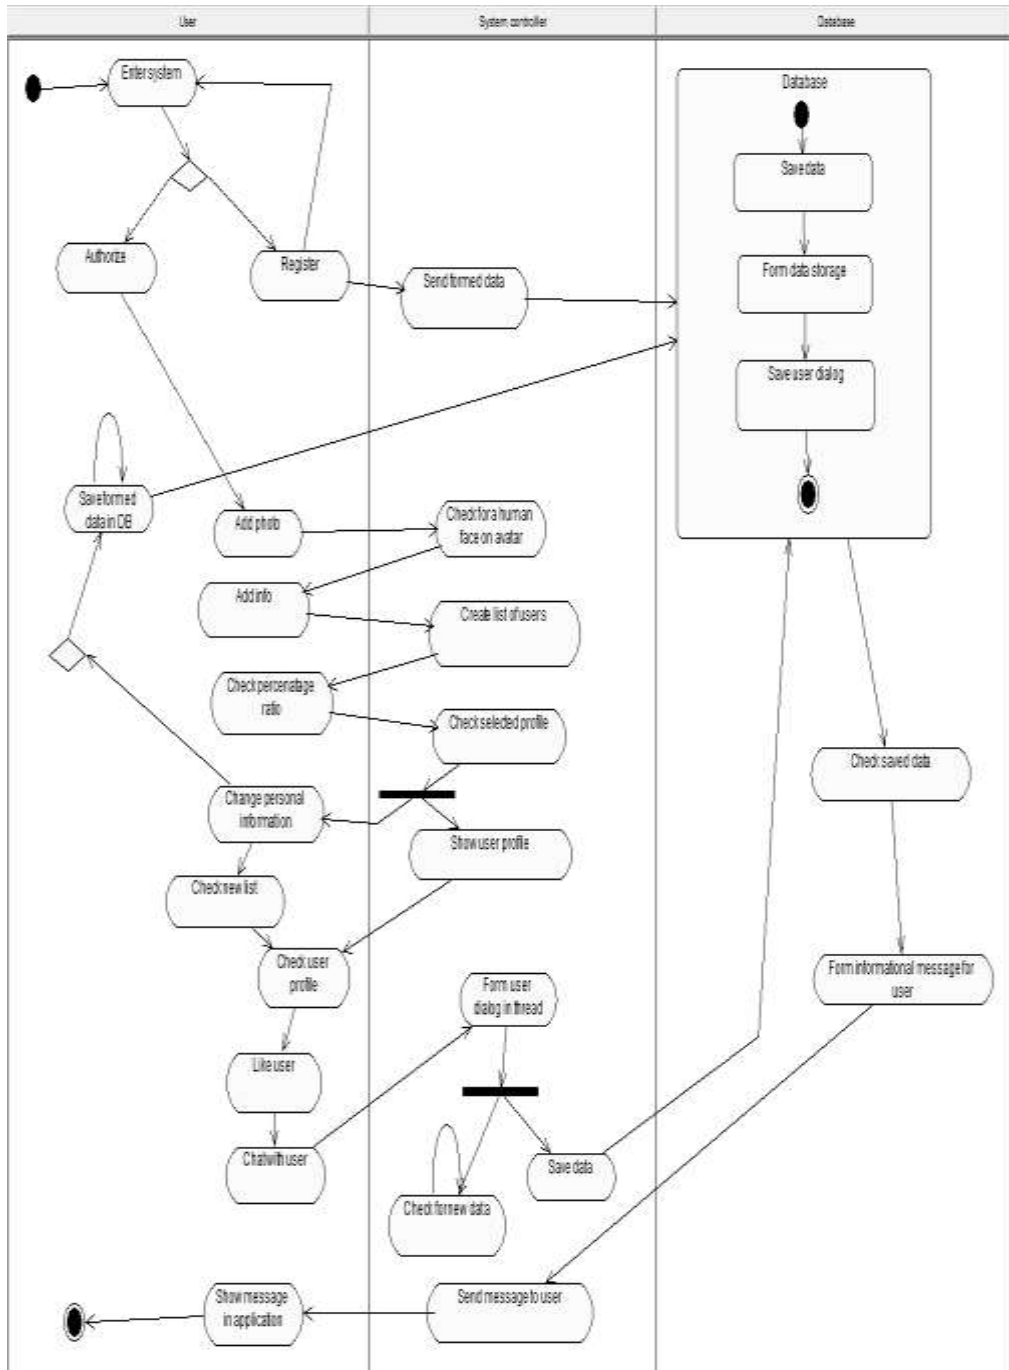 User
System controller
Database
Enter system
Database
Save data
Authorize
Register
Send formed data
Form data storage
Save user dialog
Save formed
data in DB
Add photo
Check for a human
face on avatar
Add info
Create list of users
Check percenatage
ratio
Check selected profile
Change personal
information
Show user profile
Check saved data
Check new list
Check user
profile
Form user
dialog in thread
Form informational message for
user
Like user
Chat with user
Save data
Check for new data
Show message
in application
Send message to user